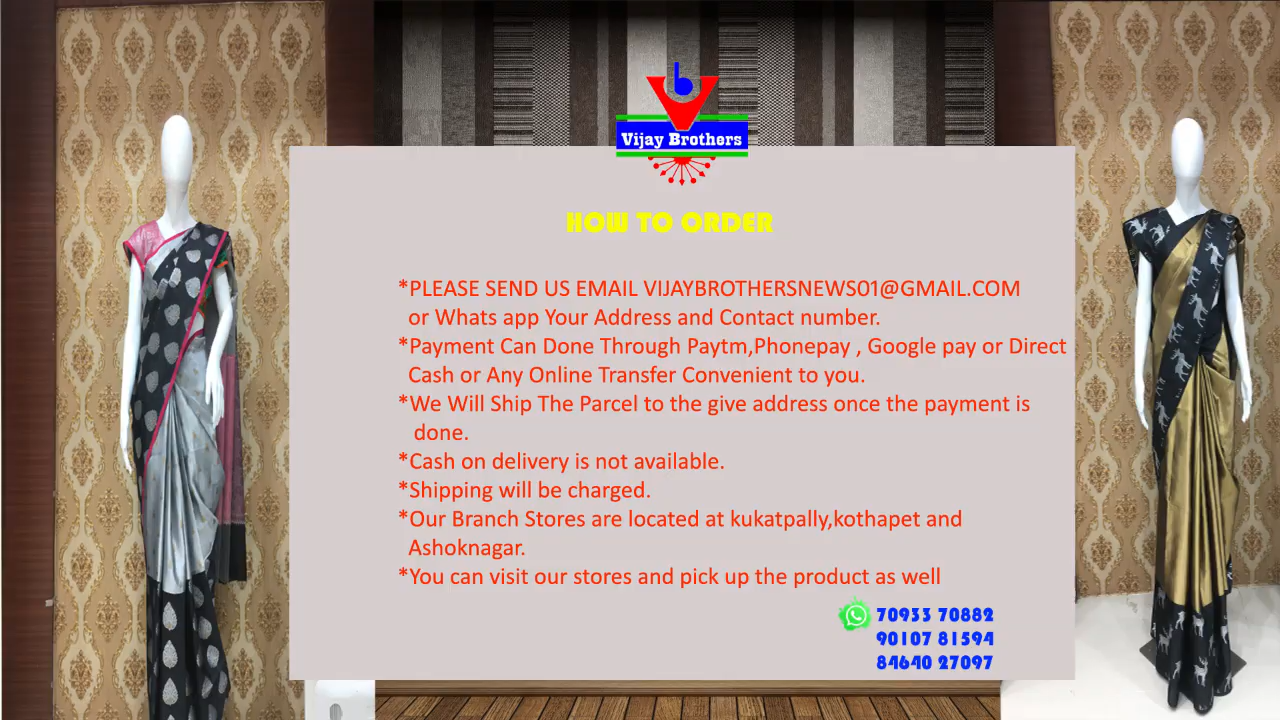 Vijay Brothers
HOW TO ORDER
*PLEASE SEND US EMAIL VIJAYBROTHERSNEWS01@GMAIL.COM
or Whats app Your Address and Contact number.
*Payment Can Done Through Paytm,Phonepay , Google pay or Direct
Cash or Any Online Transfer Convenient to you.
*We Will Ship The Parcel to the give address once the payment is
done.
*Cash on delivery is not available.
*Shipping will be charged.
*Our Branch Stores are located at kukatpally,kothapet and
Ashoknagar.
*You can visit our stores and pick up the product as well
70933 70882
90107 81594
84640 27097